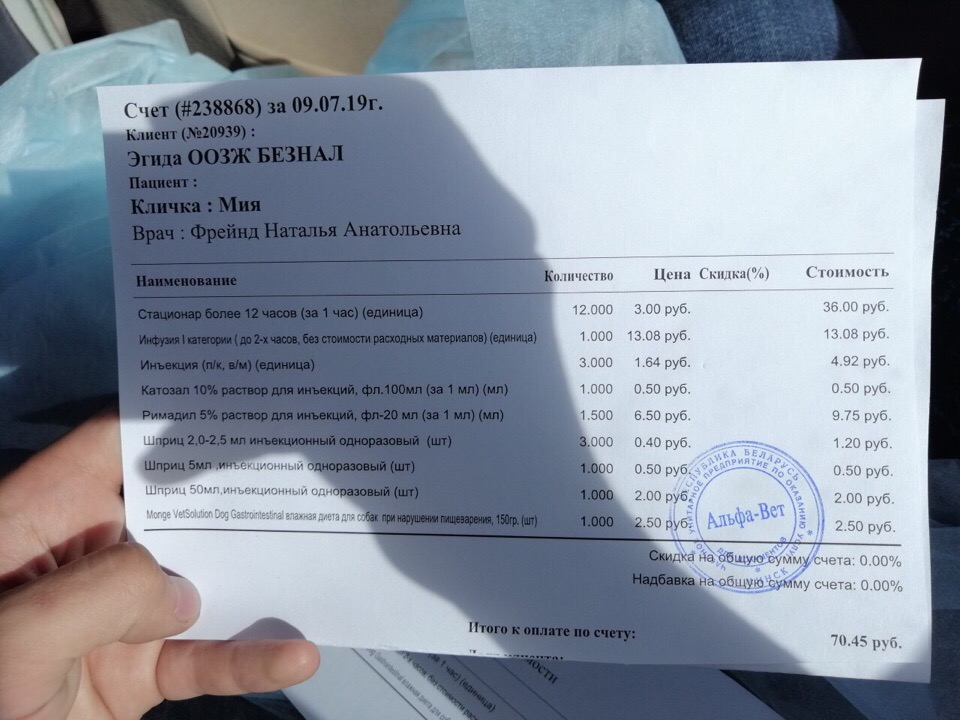 Счет (#238868) за 09.07.19г.
Клиент (№20939) :
Эгида ООЗЖ БЕЗНАЛ
Пациент :
Кличка : Мия
Врач : Фрейнд Наталья Анатольевна
Наименование Количество Цена Скидка(%) Стоимость
Стационар более 12 часов (за 1 час) (единица) 12.000 3.00 руб. 36.00 руб.
Инфузия I категории ( до 2-х часов, без стоимости расходных материалов) (единица) 1.000 13.08 руб. 13.08 руб.
Инъекция (п/к, в/м) (единица) 3.000 1.64 руб. 4.92 руб.
Катозал 10% раствор для инъекций, фл.100мл (за 1 мл) (мл) 1.000 0.50 руб. 0.50 руб.
Римадил 5% раствор для инъекций, фл-20 мл (за 1 мл) (мл) 1.500 6.50 руб. 9.75 руб.
Шприц 2,0-2,5 мл инъекционный одноразовый (шт) 3.000 0.40 руб. 1.20 руб.
Шприц 5мл ,инъекционный одноразовый (шт) 1.000 0.50 руб. 0.50 руб.
Шприц 50мл,инъекционный одноразовый (шт) 1.000 2.00 руб. 2.00 руб.
Monge VetSolution Dog Gastrointestinal влажная диета для собак при нарушении пищеварения, 150гр. (шт) 1.000 2.50 руб. 2.50 руб.
РЕСПУБЛИКА БЕЛАРУСЬ
УНИТАРНОЕ ПРЕДПРИЯТИЕ ПО ОКАЗАНИЮ УСЛУГ
Альфа-Вет
ДЛЯ ДОКУМЕНТОВ
МИНСК
Скидка на общую сумму счета: 0.00%
Надбавка на общую сумму счета: 0.00%
Итого к оплате по счету: 70.45 руб.